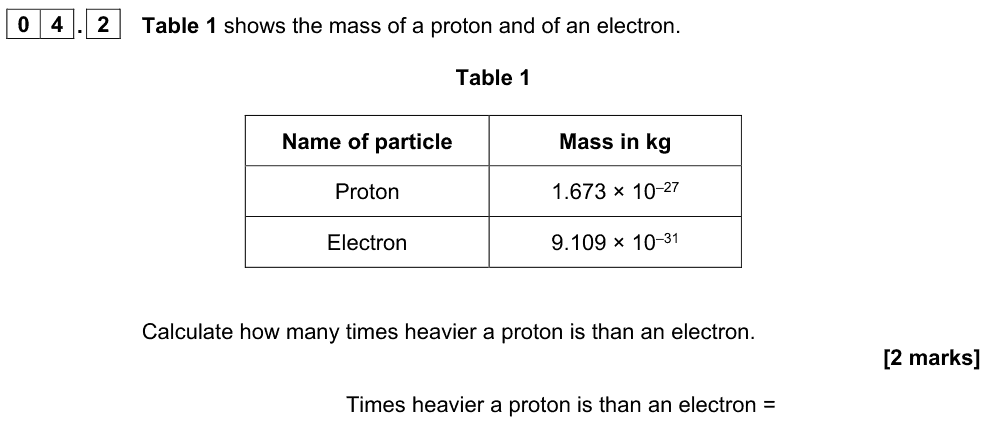 0 4 . 2 Table 1 shows the mass of a proton and of an electron.
Table 1
Name of particle Mass in kg
Proton 1.673 × 10⁻²⁷
Electron 9.109 × 10⁻³¹
Calculate how many times heavier a proton is than an electron.
[2 marks]
Times heavier a proton is than an electron =